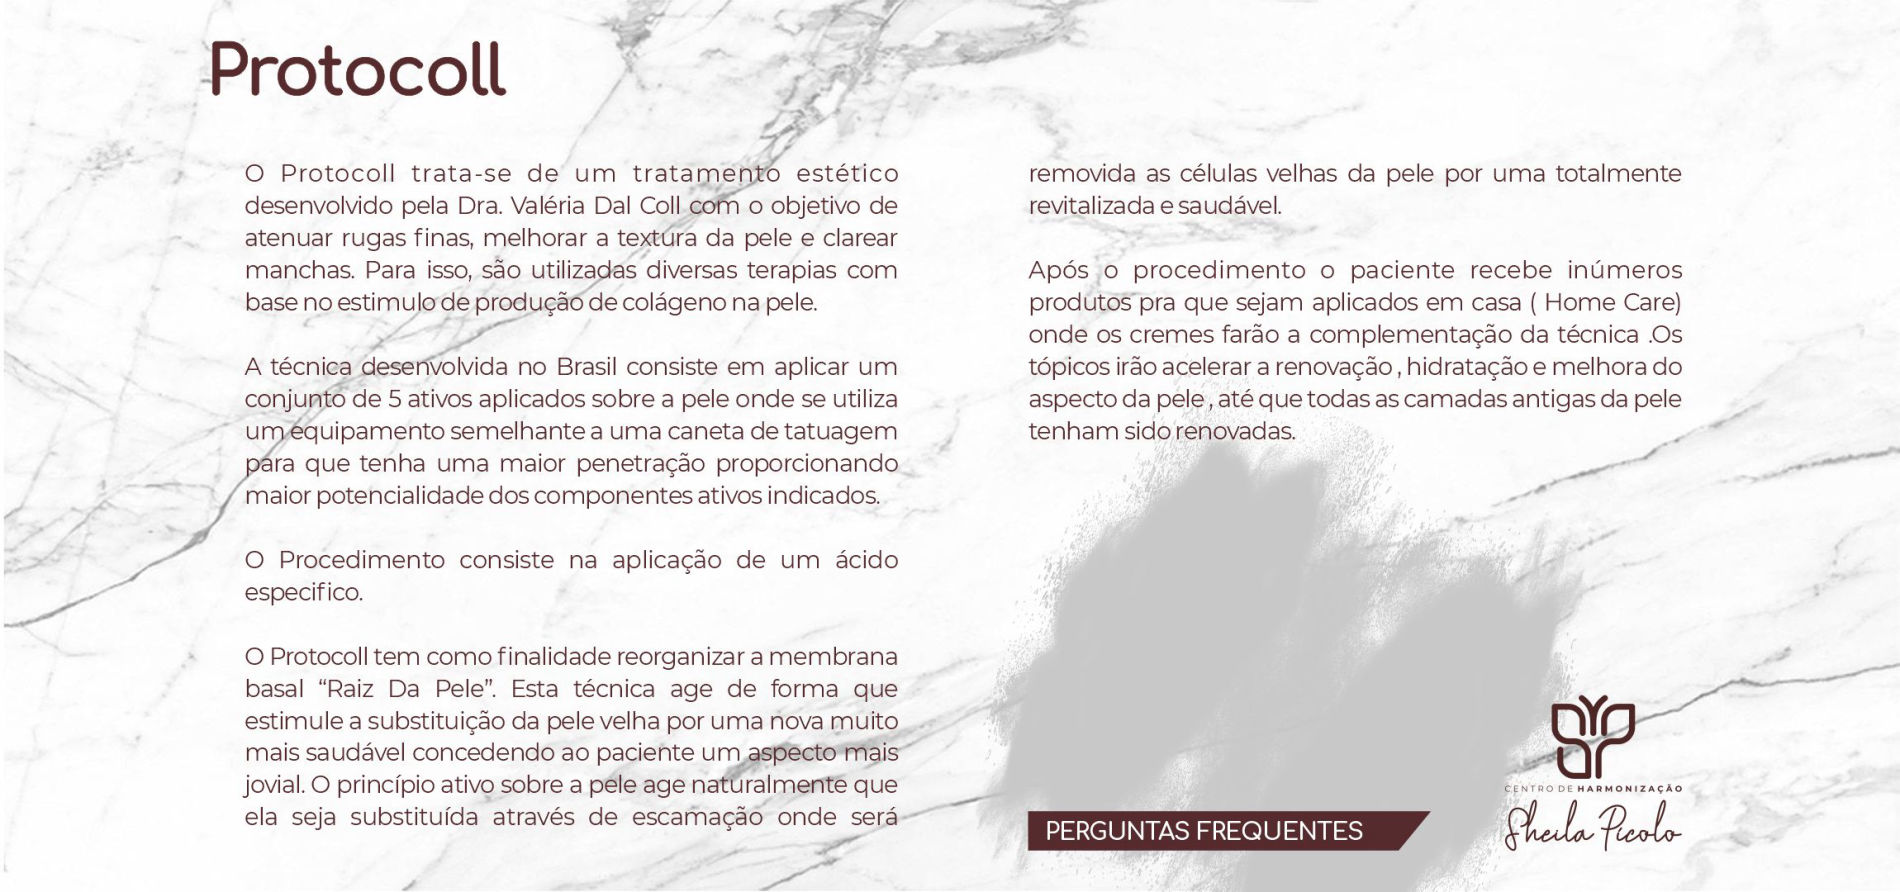 Protocoll
O Protocoll trata-se de um tratamento estético
desenvolvido pela Dra. Valéria Dal Coll com o objetivo de
atenuar rugas finas, melhorar a textura da pele e clarear
manchas. Para isso, são utilizadas diversas terapias com
base no estimulo de produção de colágeno na pele.
A técnica desenvolvida no Brasil consiste em aplicar um
conjunto de 5 ativos aplicados sobre a pele onde se utiliza
um equipamento semelhante a uma caneta de tatuagem
para que tenha uma maior penetração proporcionando
maior potencialidade dos componentes ativos indicados.
O Procedimento consiste na aplicação de um ácido
especifico.
O Protocoll tem como finalidade reorganizar a membrana
basal “Raiz Da Pele”. Esta técnica age de forma que
estimule a substituição da pele velha por uma nova muito
mais saudável concedendo ao paciente um aspecto mais
jovial. O princípio ativo sobre a pele age naturalmente que
ela seja substituída através de escamação onde será
removida as células velhas da pele por uma totalmente
revitalizada e saudável.
Após o procedimento o paciente recebe inúmeros
produtos pra que sejam aplicados em casa ( Home Care)
onde os cremes farão a complementação da técnica .Os
tópicos irão acelerar a renovação , hidratação e melhora do
aspecto da pele , até que todas as camadas antigas da pele
tenham sido renovadas.
PERGUNTAS FREQUENTES
CENTRO DE HARMONIZAÇÃO
Sheila Picolo